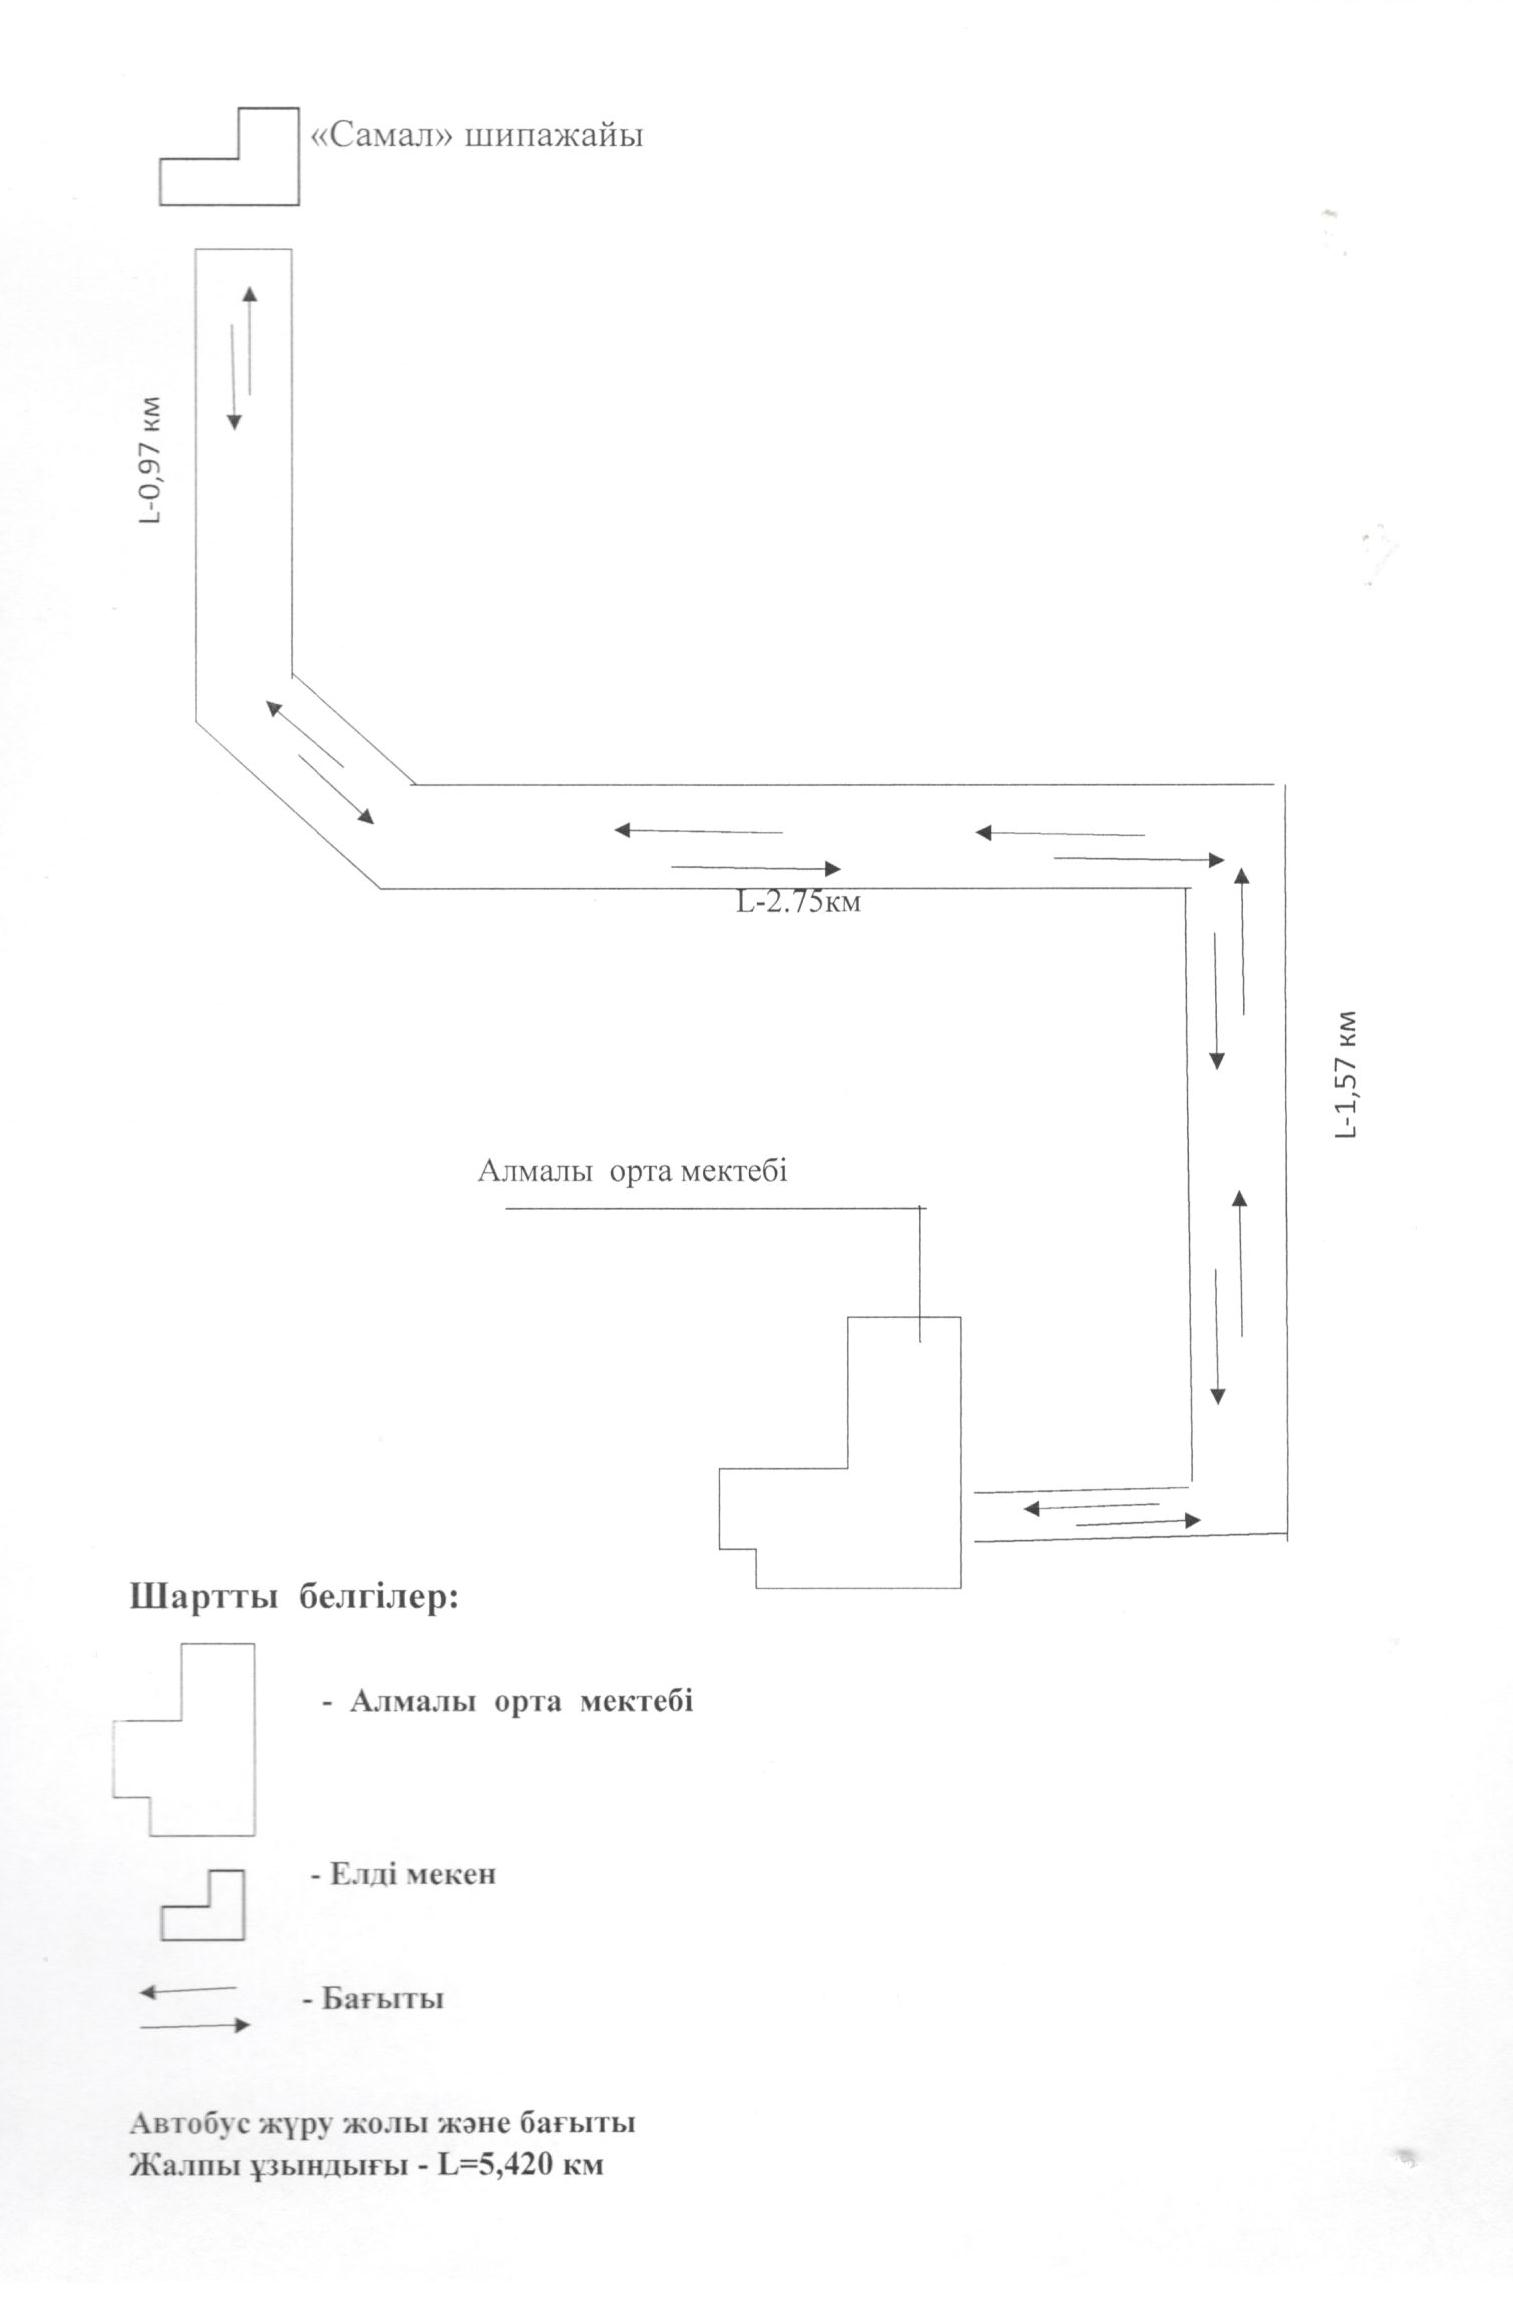 «Самал» шипажайы
L-0,97 км
L-2.75км
L-1,57 км
Алмалы орта мектебі
Шартты белгілер:
- Алмалы орта мектебі
- Елді мекен
- Бағыты
Автобус жүру жолы және бағыты
Жалпы ұзындығы - L=5,420 км